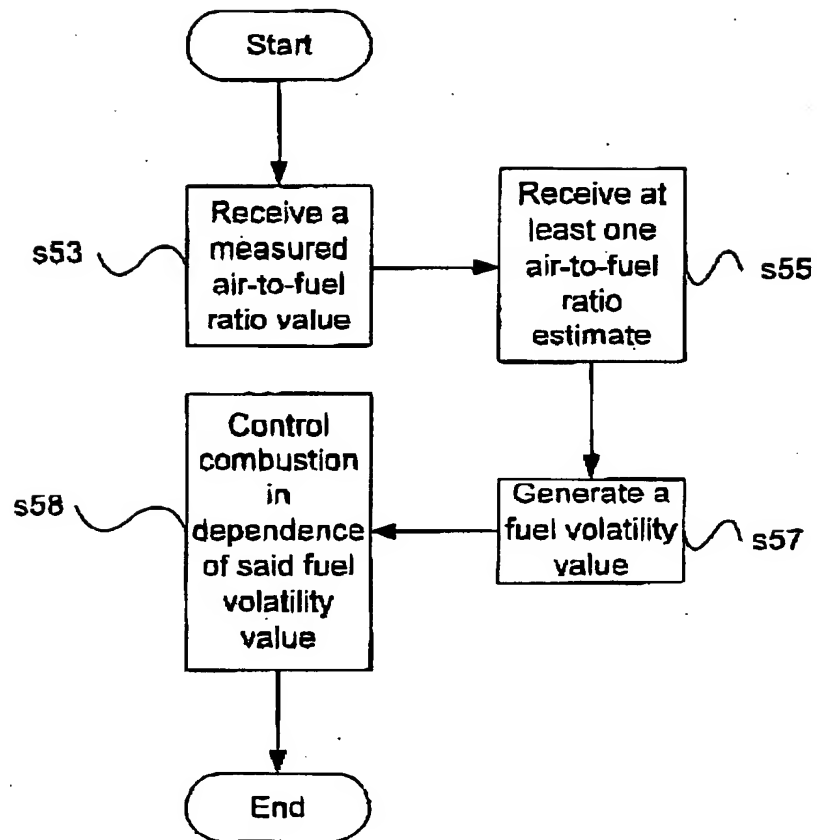 Start
Receive a
measured
air-to-fuel
ratio value
s53
Receive at
least one
air-to-fuel
ratio
estimate
s55
Generate a
fuel volatility
value
s57
Control
combustion
in
dependence
of said fuel
volatility
value
s58
End